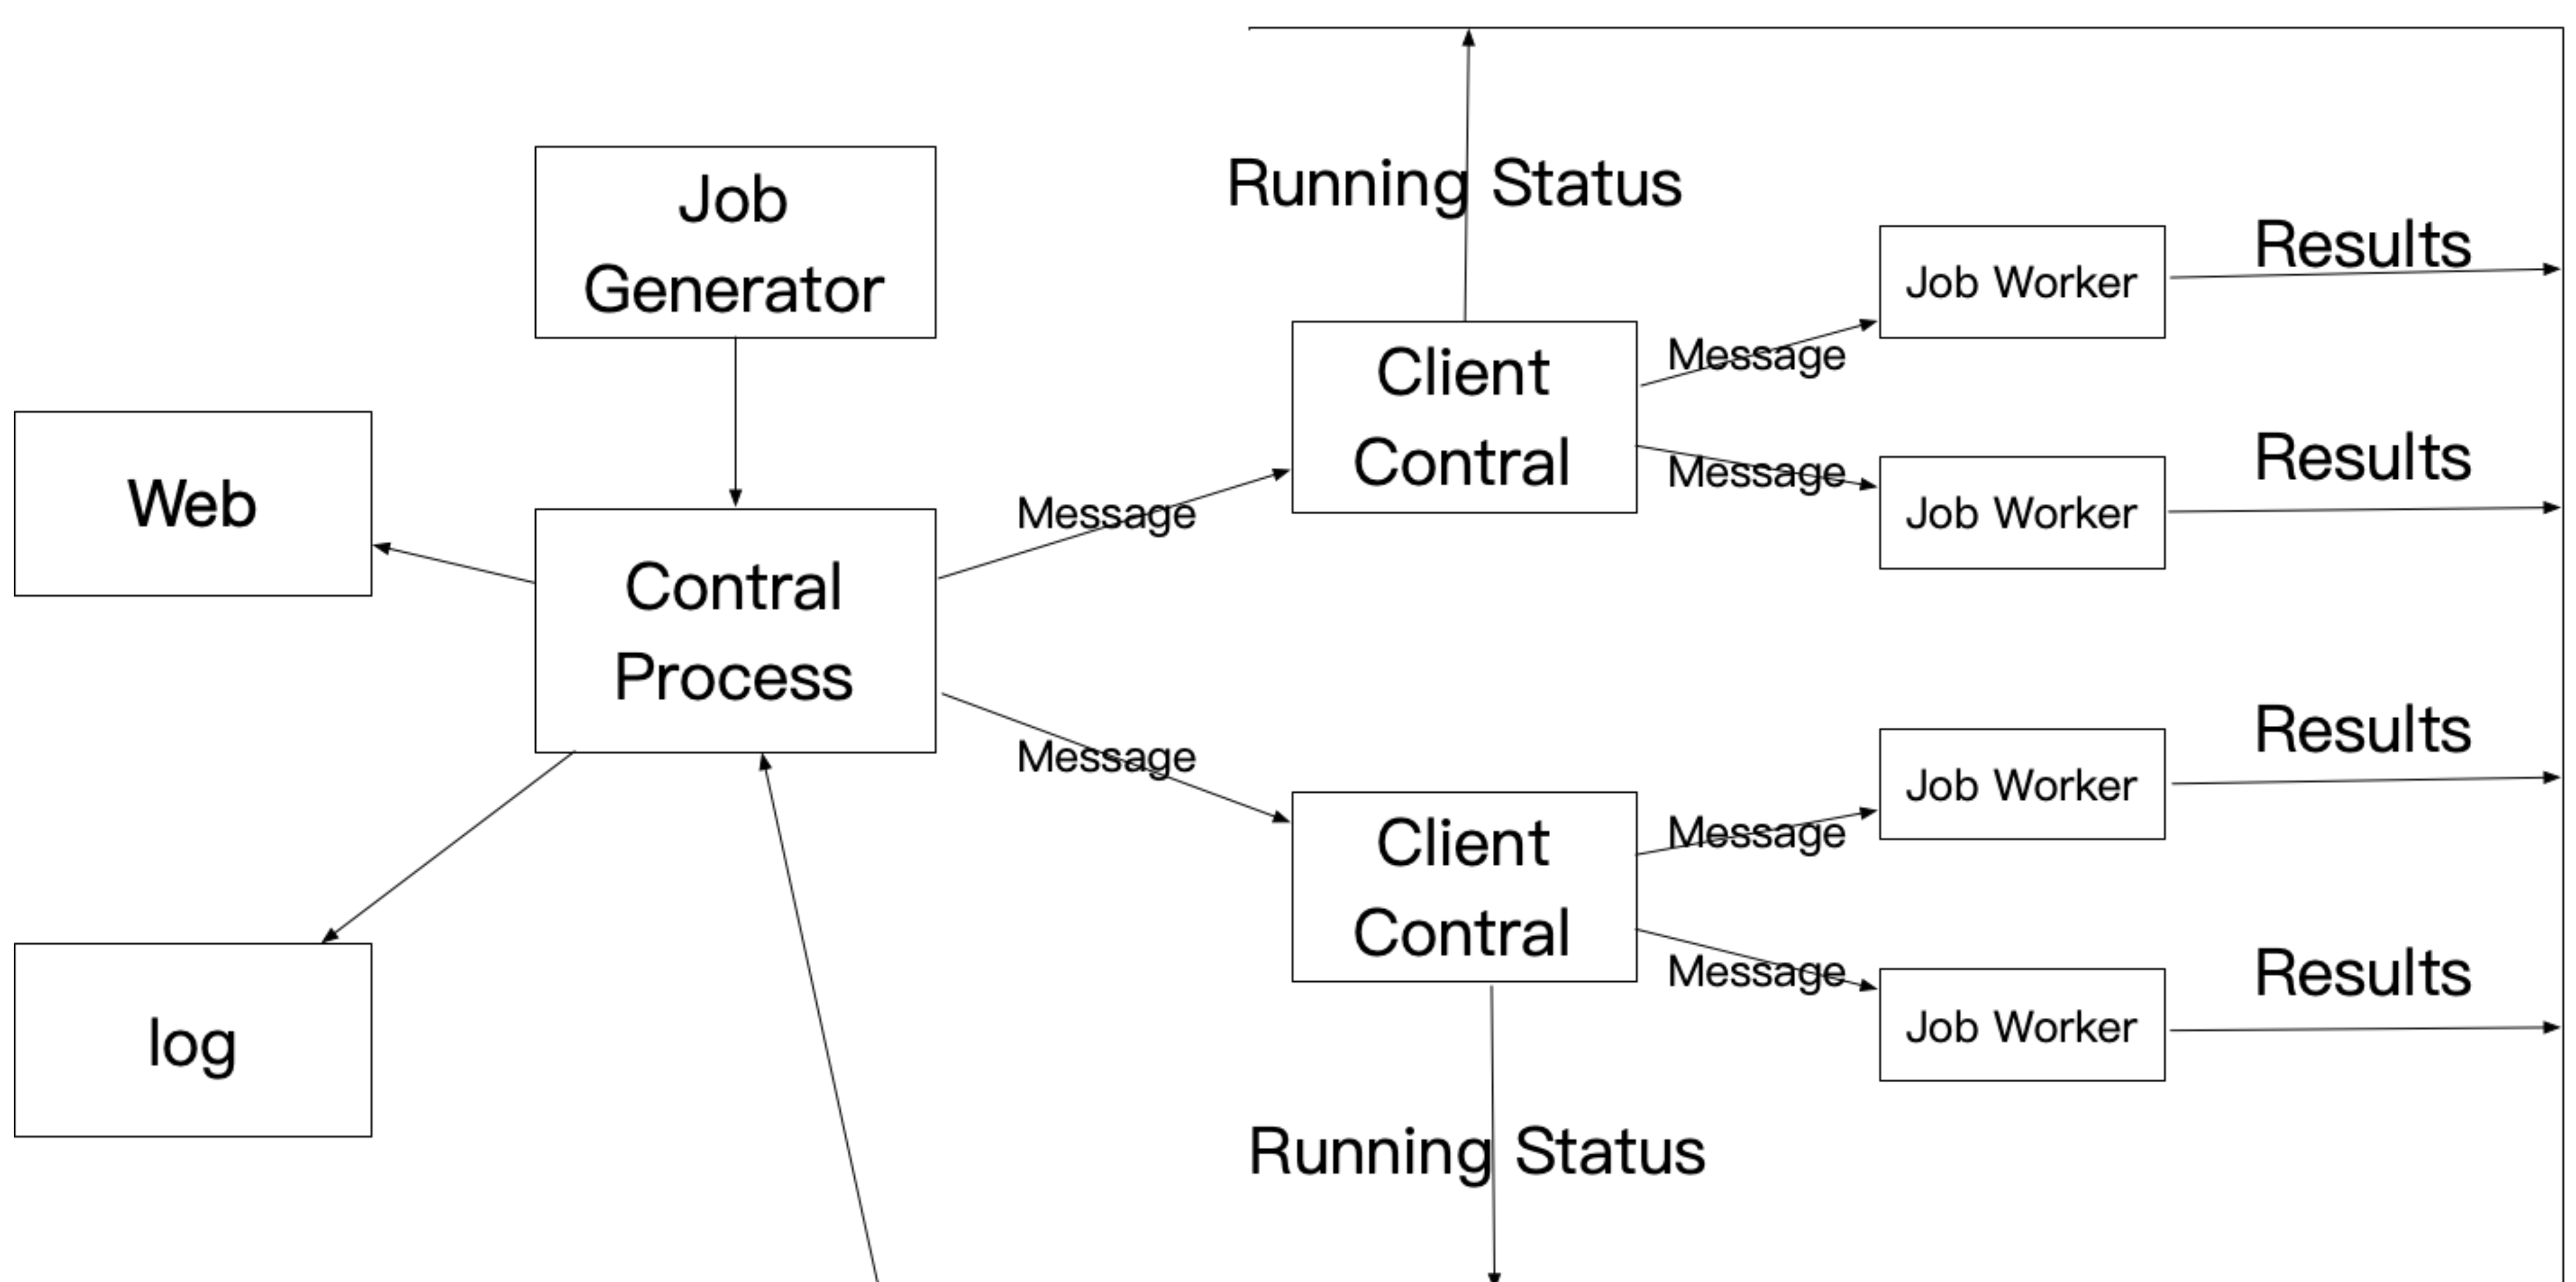 Job
Generator
Web
Contral
Process
log
Message
Message
Running Status
Client
Contral
Message
Message
Job Worker
Results
Job Worker
Results
Client
Contral
Message
Message
Job Worker
Results
Job Worker
Results
Running Status